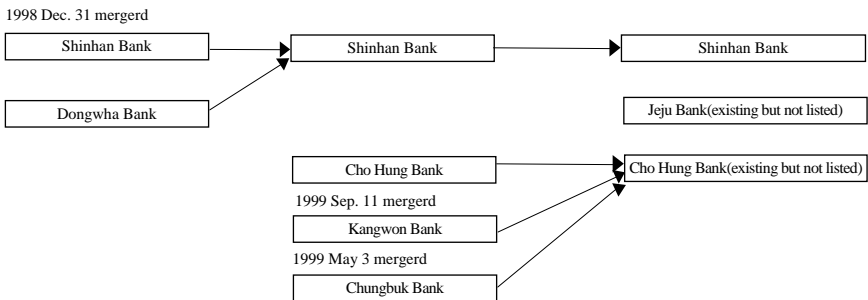 1998 Dec. 31 mergerd
Shinhan Bank
Shinhan Bank
Shinhan Bank
Dongwha Bank
Jeju Bank(existing but not listed)
Cho Hung Bank
Cho Hung Bank(existing but not listed)
1999 Sep. 11 mergerd
Kangwon Bank
1999 May 3 mergerd
Chungbuk Bank